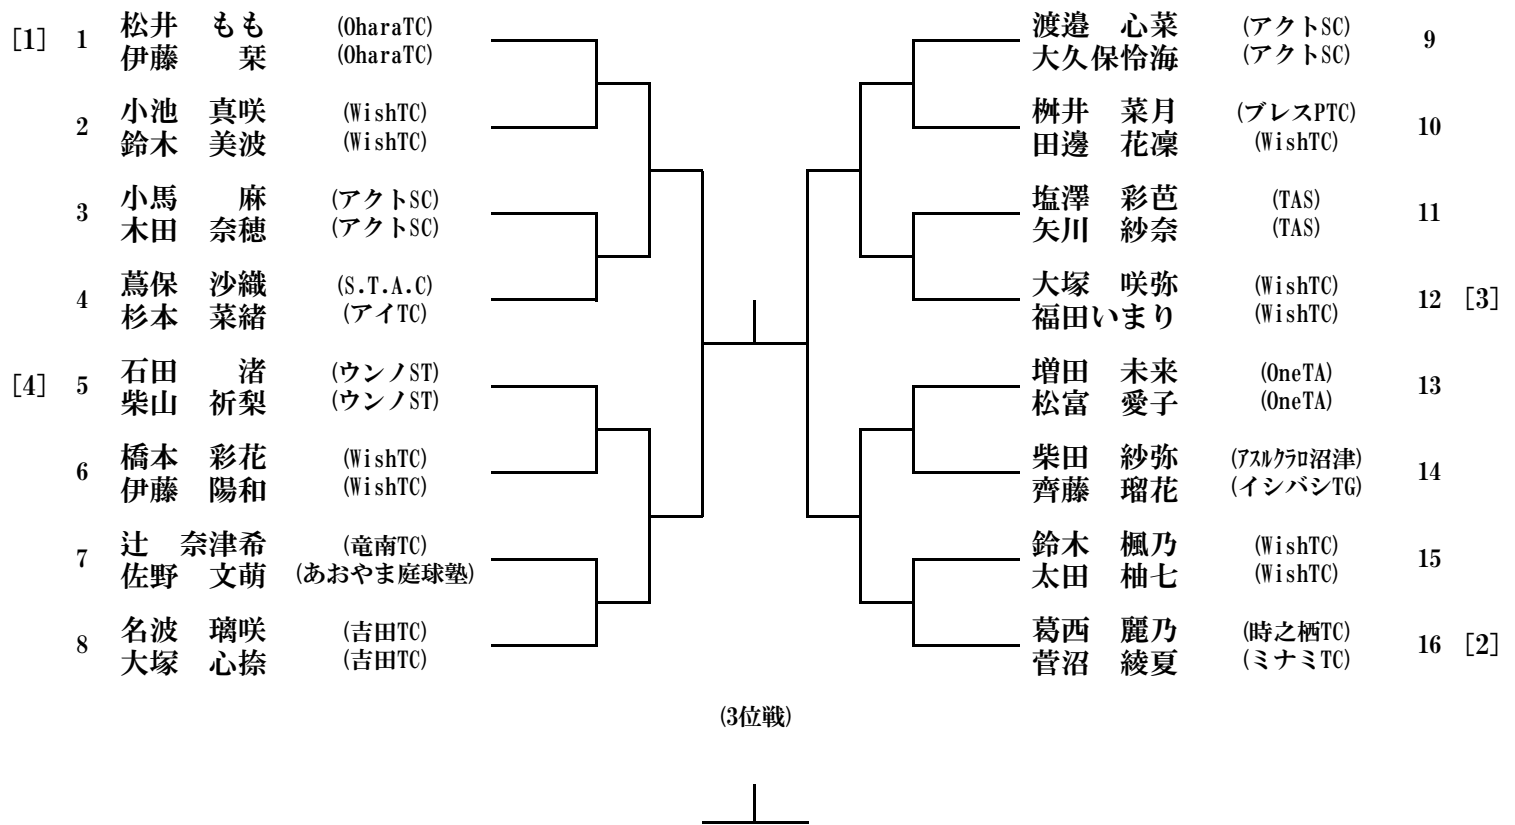 [1] 1 松井 もも (OharaTC)
伊藤 栞 (OharaTC)
2 小池 真咲 (WishTC)
鈴木 美波 (WishTC)
3 小馬 麻 (アクトSC)
木田 奈穂 (アクトSC)
4 蔦保 沙織 (S.T.A.C)
杉本 菜緒 (アイTC)
[4] 5 石田 渚 (ウンノST)
柴山 祈梨 (ウンノST)
6 橋本 彩花 (WishTC)
伊藤 陽和 (WishTC)
7 辻 奈津希 (竜南TC)
佐野 文萌 (あおやま庭球塾)
8 名波 璃咲 (吉田TC)
大塚 心捺 (吉田TC)
渡邉 心菜 (アクトSC) 9
大久保怜海 (アクトSC)
桝井 菜月 (ブレスPTC) 10
田邊 花凜 (WishTC)
塩澤 彩芭 (TAS) 11
矢川 紗奈 (TAS)
大塚 咲弥 (WishTC) 12 [3]
福田いまり (WishTC)
増田 未来 (OneTA) 13
松富 愛子 (OneTA)
柴田 紗弥 (アスルクラロ沼津) 14
齊藤 瑠花 (イシバシTG)
鈴木 楓乃 (WishTC) 15
太田 柚七 (WishTC)
葛西 麗乃 (時之栖TC) 16 [2]
菅沼 綾夏 (ミナミTC)
(3位戦)